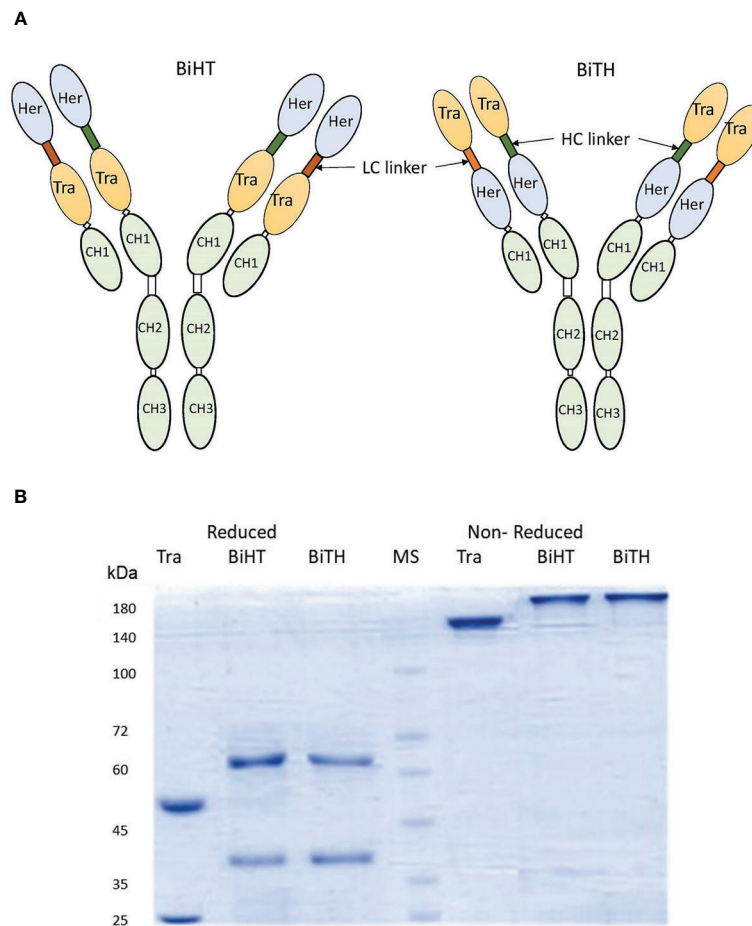 A
BiHT
BiTH
Her Her Her Her
Tra Tra Tra Tra
HC linker
LC linker
Tra Tra Tra Tra
Her Her Her Her
CH1 CH1 CH1 CH1
CH1 CH1 CH1 CH1
CH2 CH2 CH2 CH2
CH3 CH3 CH3 CH3
B
Reduced Non- Reduced
Tra BiHT BiTH MS Tra BiHT BiTH
kDa
180
140
100
72
60
45
35
25